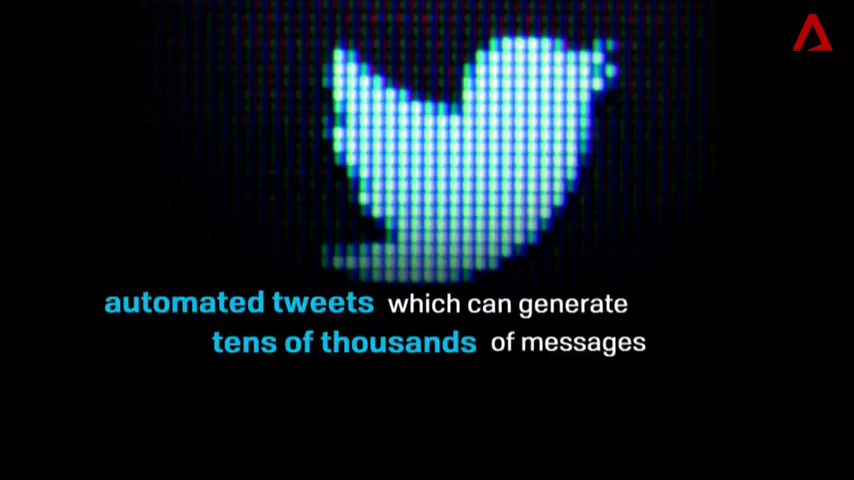 automated tweets which can generate
tens of thousands of messages